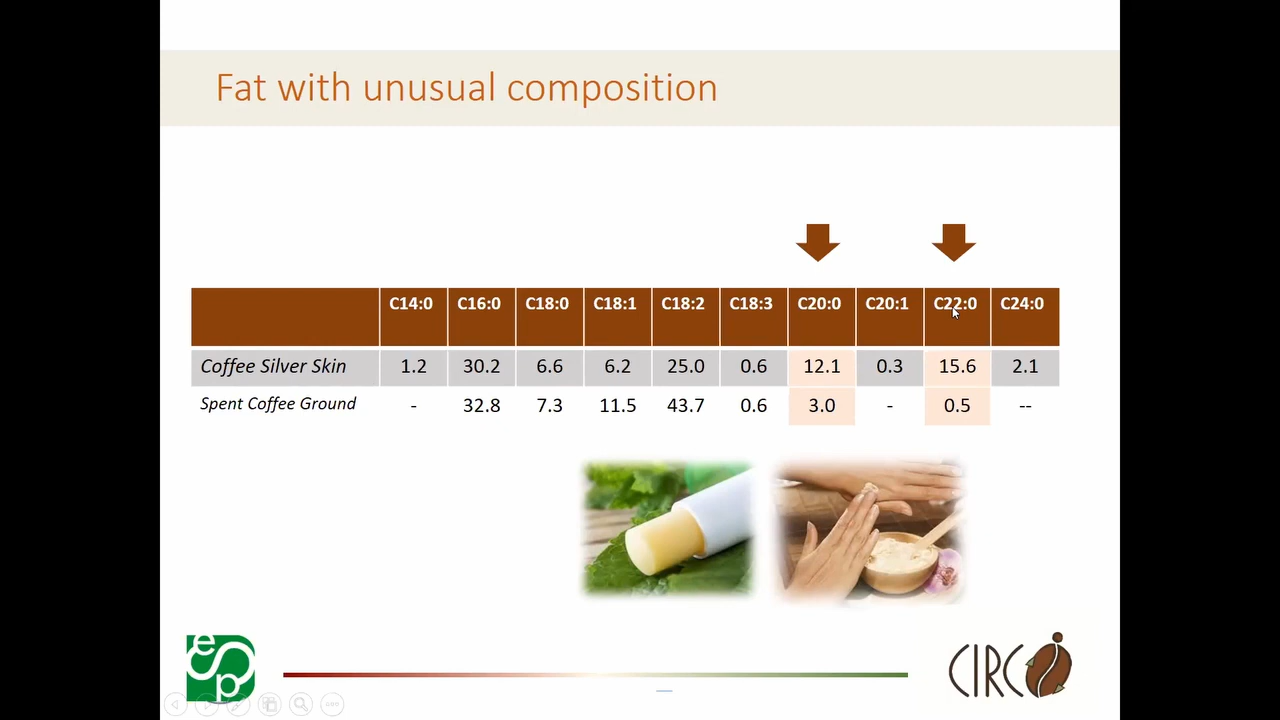 Fat with unusual composition
C14:0 C16:0 C18:0 C18:1 C18:2 C18:3 C20:0 C20:1 C22:0 C24:0
Coffee Silver Skin 1.2 30.2 6.6 6.2 25.0 0.6 12.1 0.3 15.6 2.1
Spent Coffee Ground - 32.8 7.3 11.5 43.7 0.6 3.0 - 0.5 --
esp
CIRCO